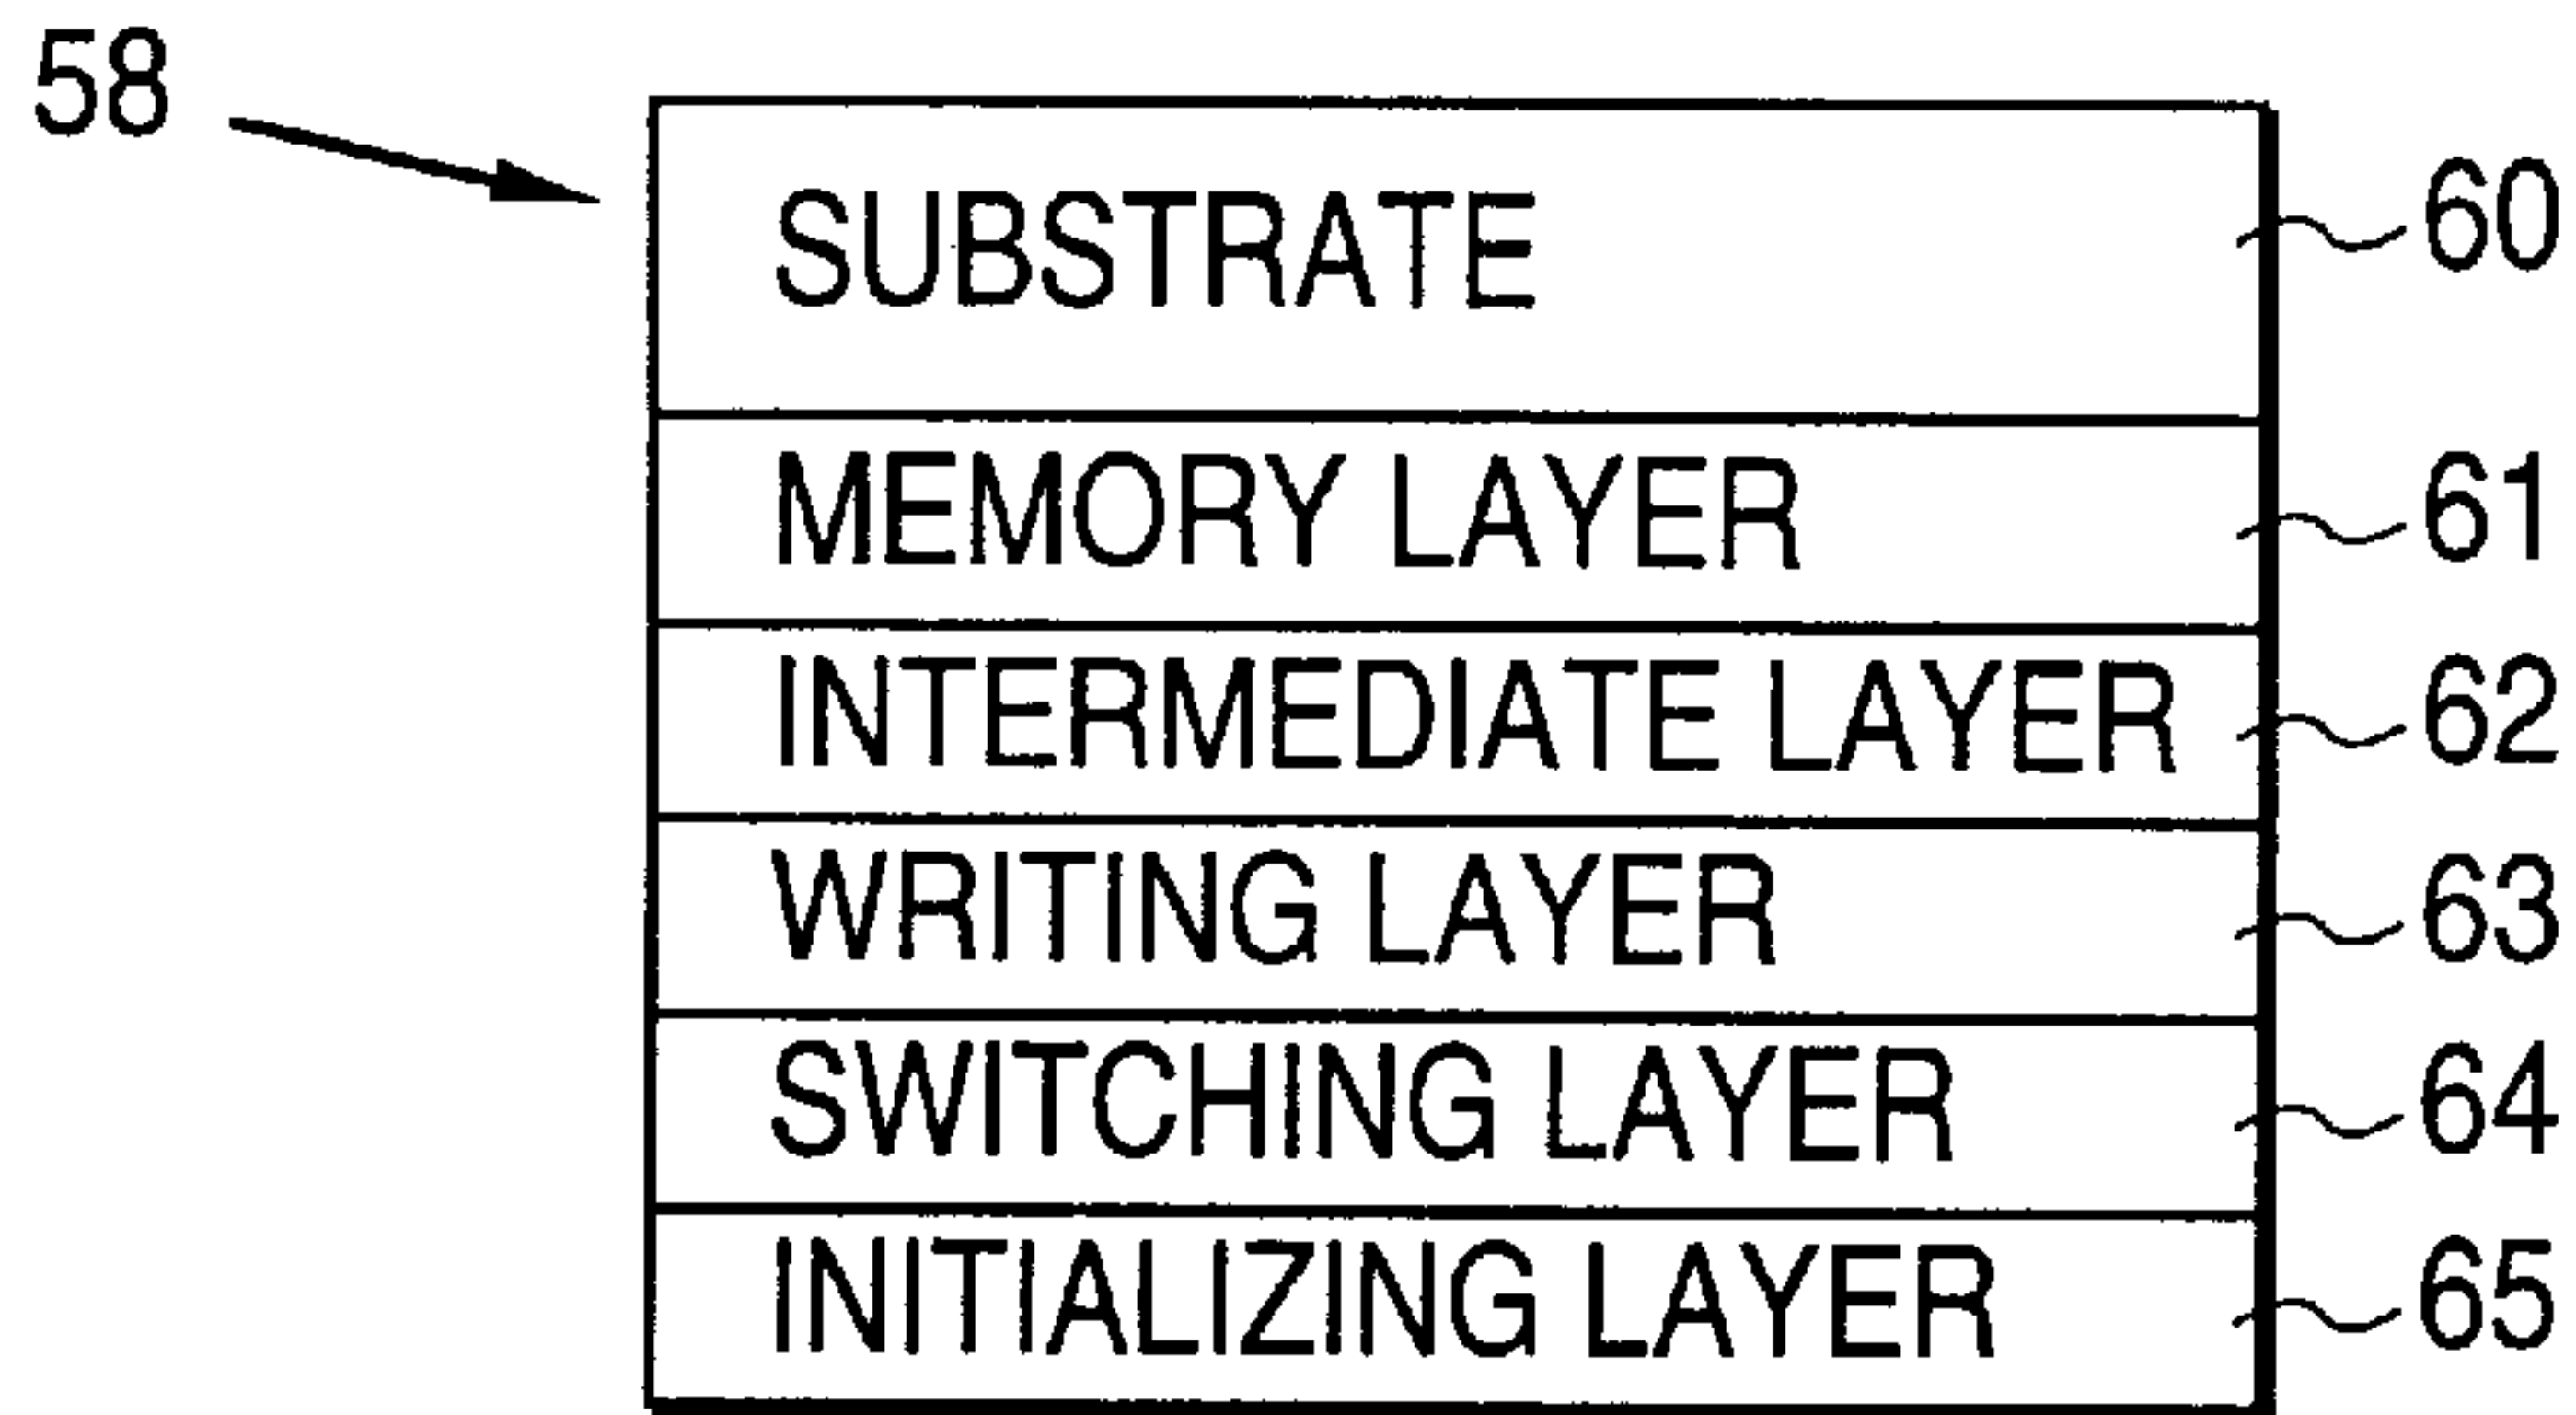 58
SUBSTRATE 60
MEMORY LAYER 61
INTERMEDIATE LAYER 62
WRITING LAYER 63
SWITCHING LAYER 64
INITIALIZING LAYER 65